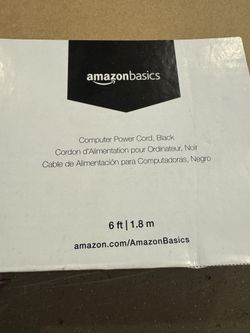 amazonbasics
Computer Power Cord, Black
Cordon d'Alimentation pour Ordinateur, Noir
Cable de Alimentación para Computadoras, Negro
6 ft | 1.8 m
amazon.com/AmazonBasics